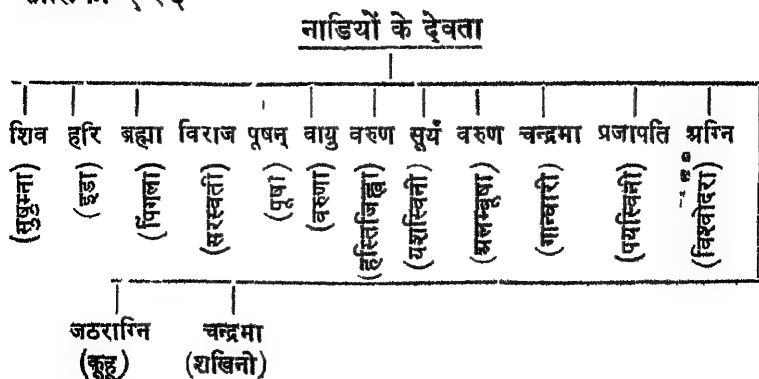 नाडियों के देवता
शिव हरि ब्रह्मा विराज पूषन् वायु वरुण सूर्य वरुण चन्द्रमा प्रजापति अग्नि
(सुषुम्ना) (इडा) (पिंगला) (सरस्वती) (पूषा) (वरुणा) (हस्तिजिह्वा) (यशस्विनी) (अलम्बूषा) (गान्धारी) (पयस्विनी) (विश्वोदरा)
जठराग्नि चन्द्रमा
(कूहू) (शखिनी)